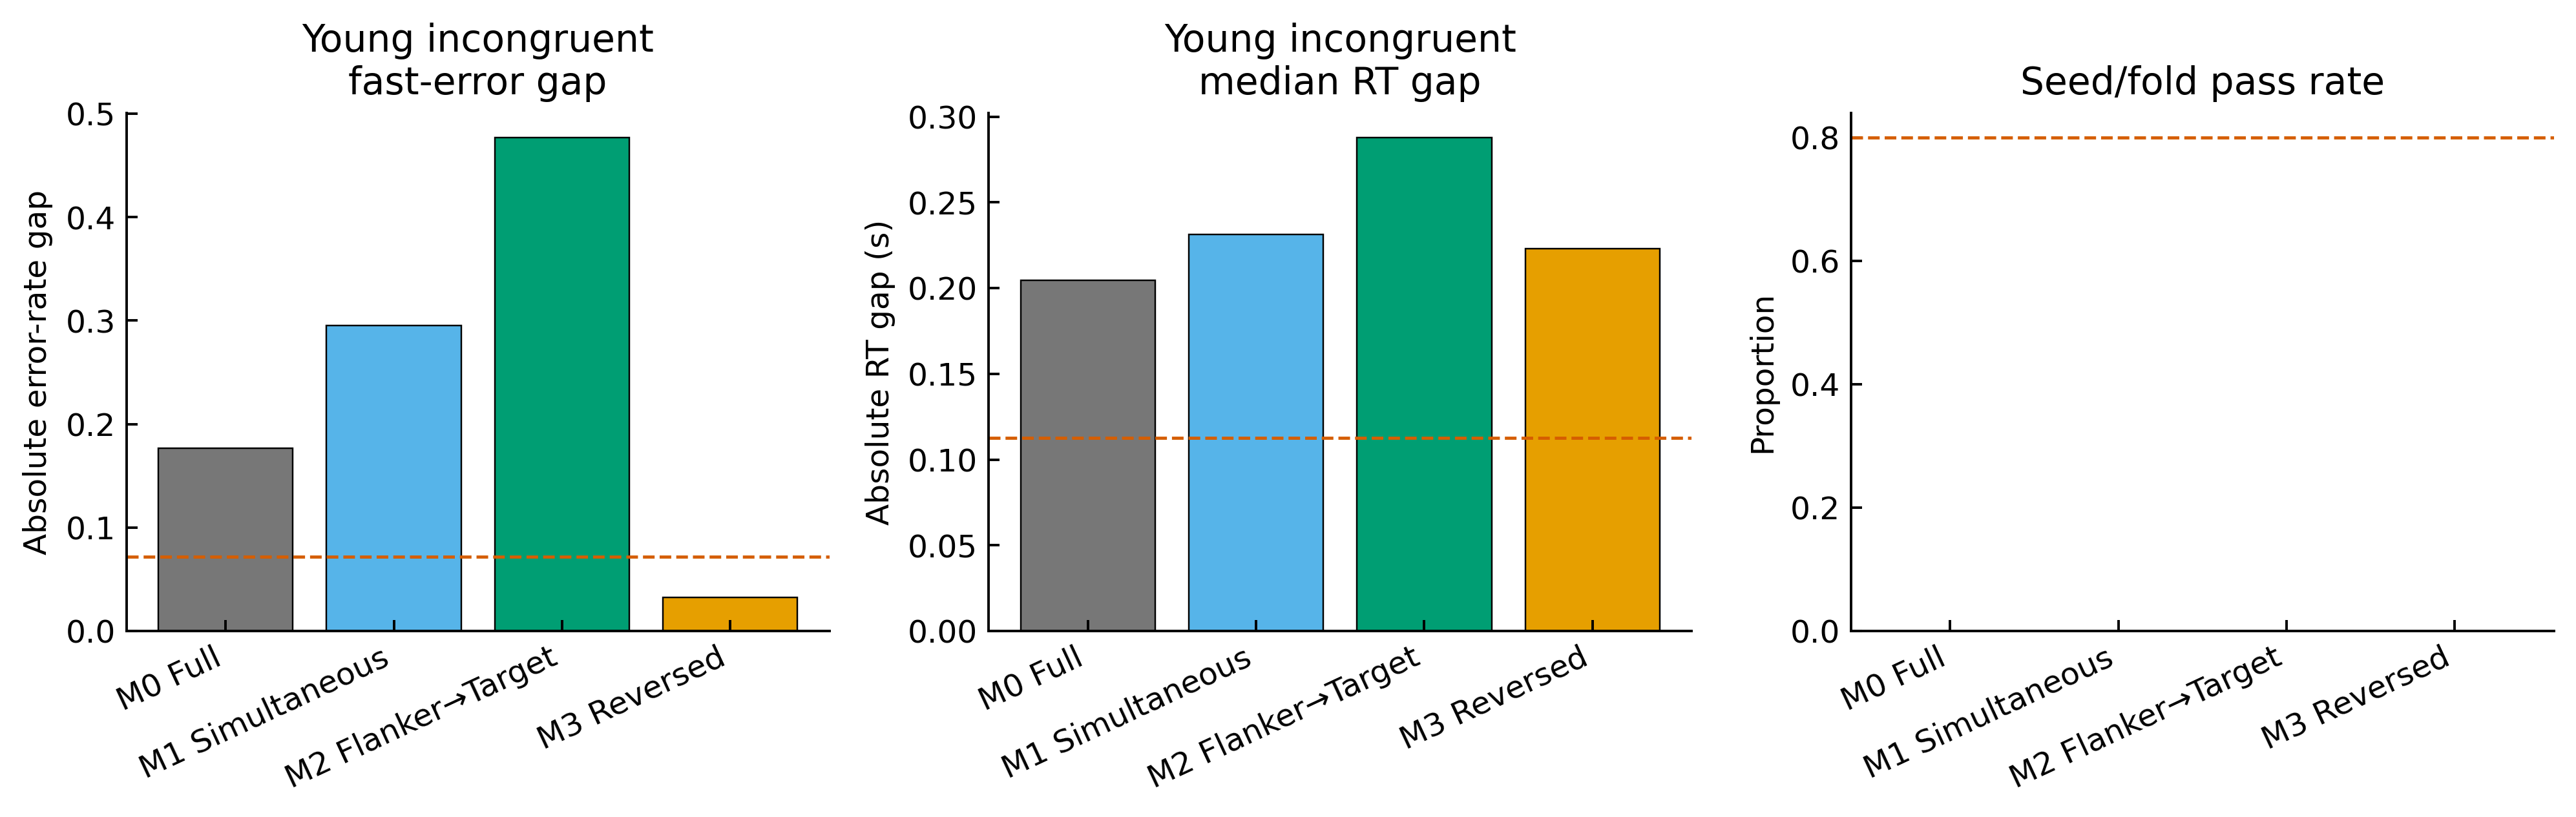 Young incongruent
fast-error gap
Absolute error-rate gap
0.5
0.4
0.3
0.2
0.1
0.0
M0 Full
M1 Simultaneous
M2 Flanker→Target
M3 Reversed
Young incongruent
median RT gap
Absolute RT gap (s)
0.30
0.25
0.20
0.15
0.10
0.05
0.00
M0 Full
M1 Simultaneous
M2 Flanker→Target
M3 Reversed
Seed/fold pass rate
Proportion
0.8
0.6
0.4
0.2
0.0
M0 Full
M1 Simultaneous
M2 Flanker→Target
M3 Reversed